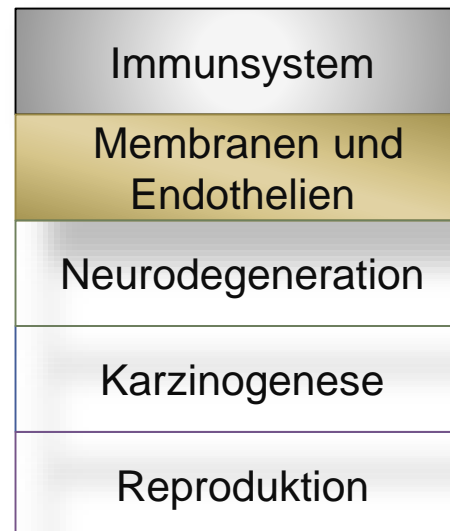 Immunsystem
Membranen und
Endothelien
Neurodegeneration
Karzinogenese
Reproduktion